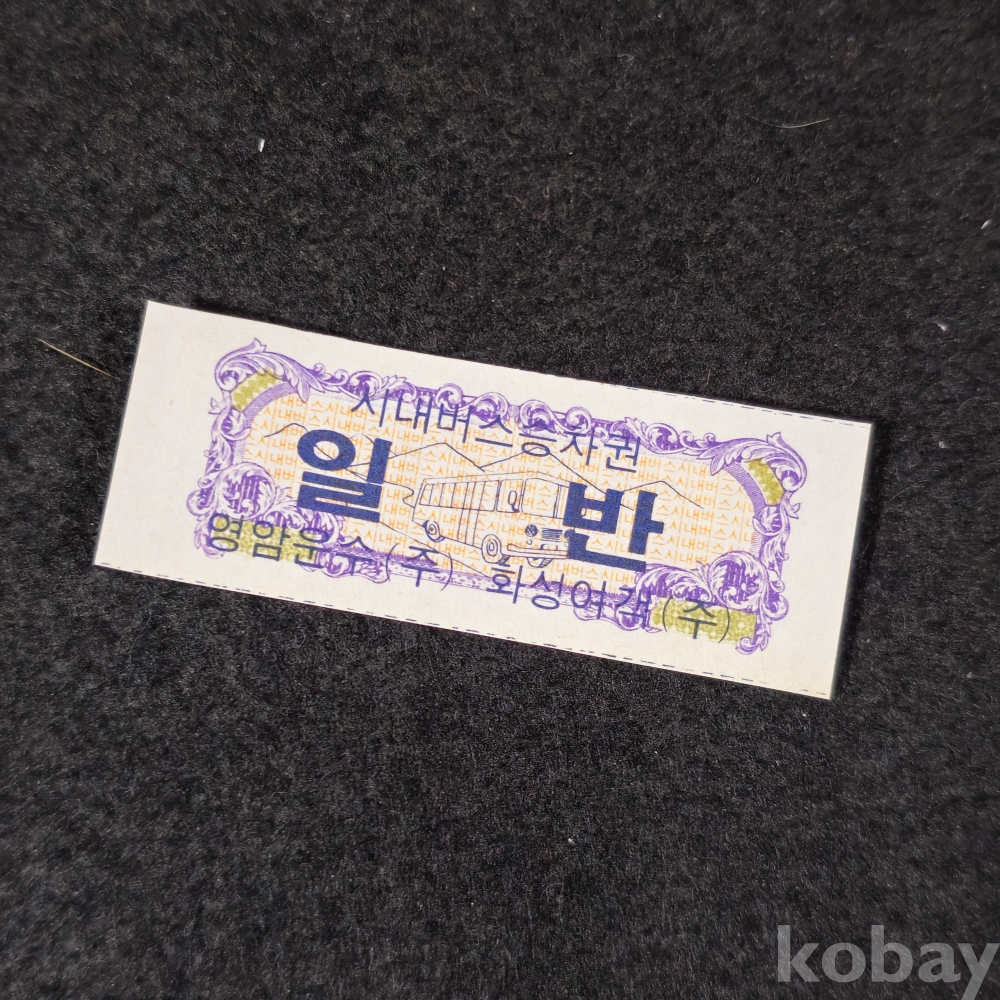 시내버스승차권
일반
영암운수(주) 화성여객(주)
kobay